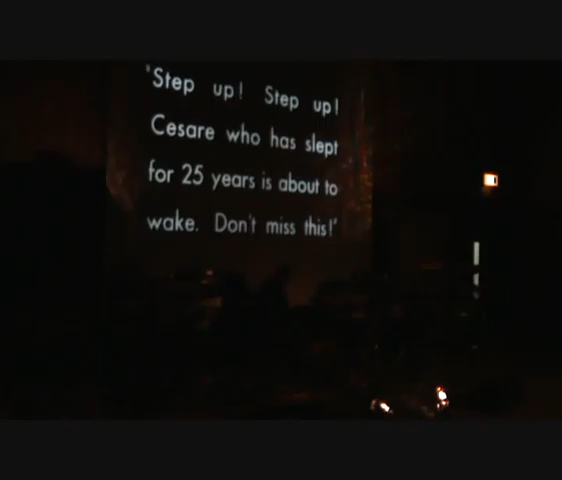 "Step up! Step up!
Cesare who has slept
for 25 years is about to
wake. Don't miss this!"